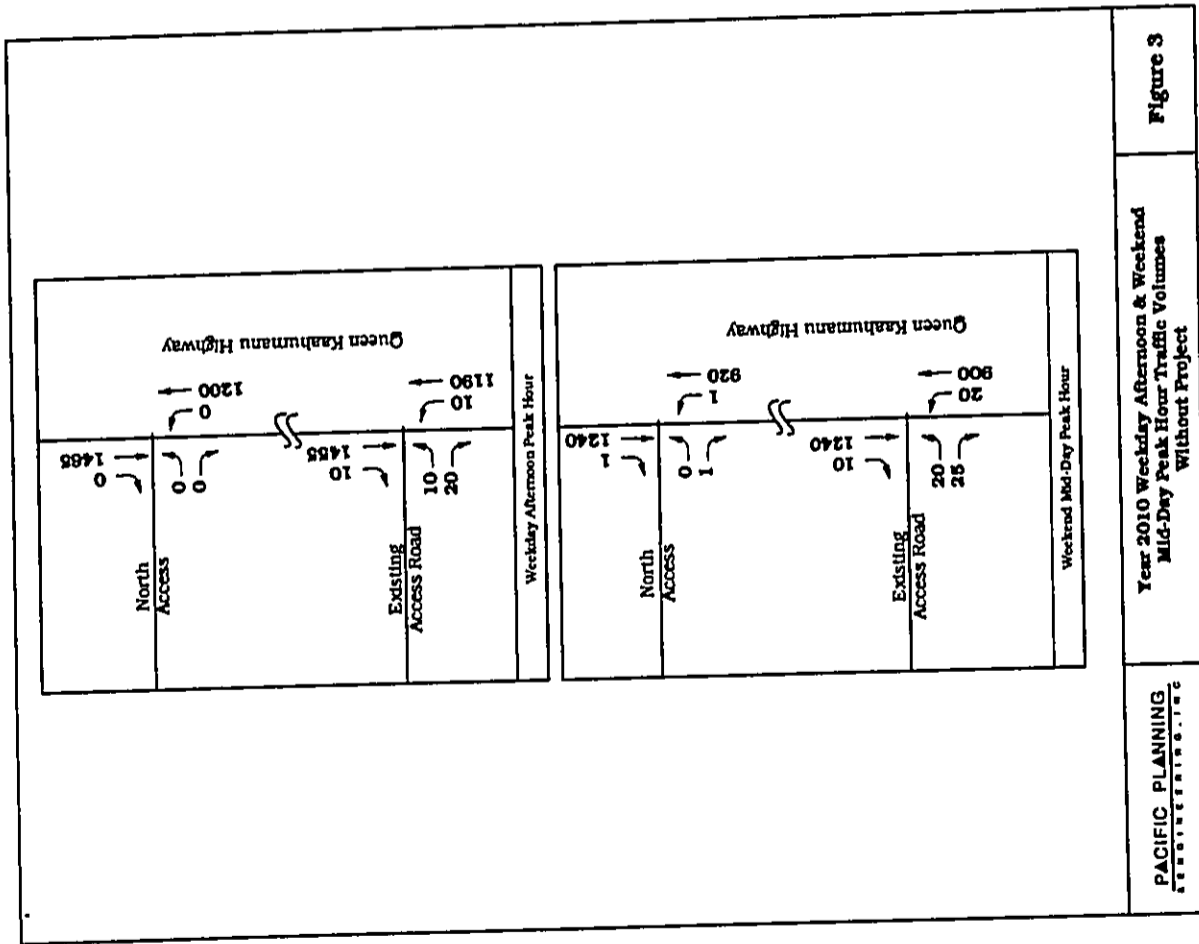 0
1465
0
1200
0
0
North
Access
Queen Kaahumanu Highway
10
1455
10
1190
10
20
Existing
Access Road
Weekday Afternoon Peak Hour
1
1240
1
920
0
1
North
Access
Queen Kaahumanu Highway
10
1240
20
900
20
25
Existing
Access Road
Weekend Mid-Day Peak Hour
PACIFIC PLANNING
& ENGINEERING, INC
Year 2010 Weekday Afternoon & Weekend
Mid-Day Peak Hour Traffic Volumes
Without Project
Figure 3